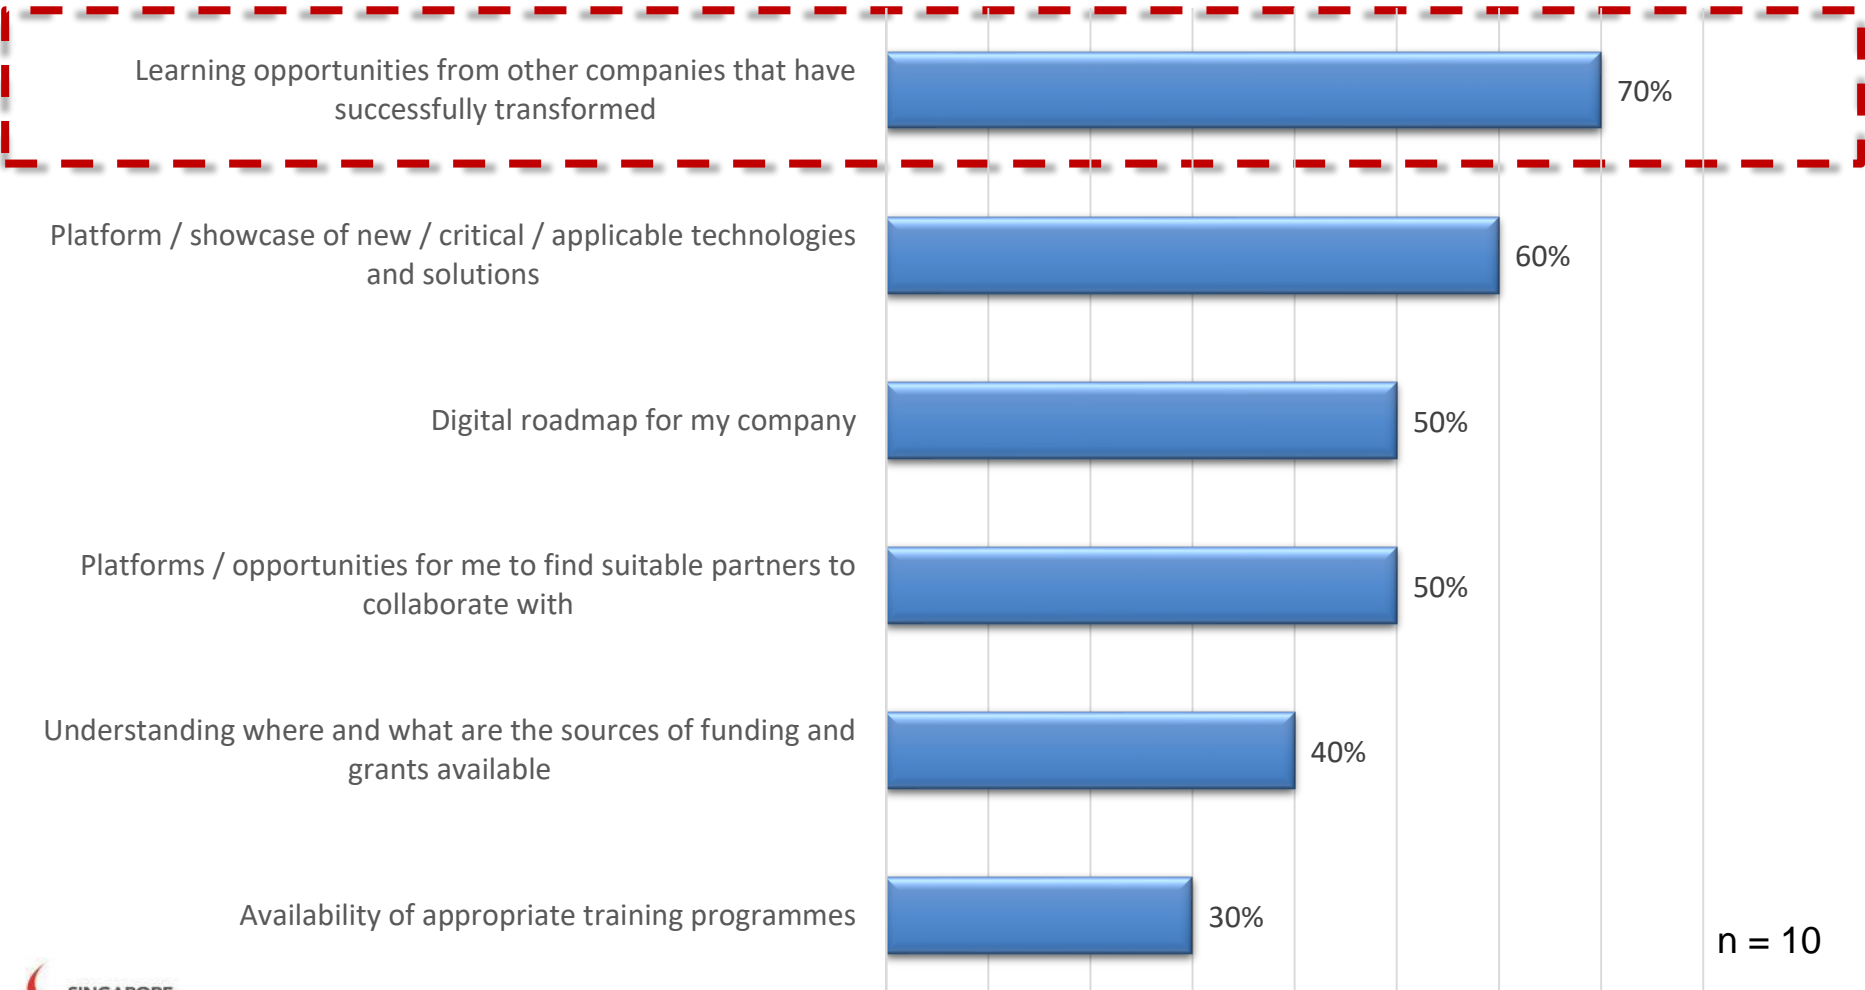 Learning opportunities from other companies that have
successfully transformed
70%
Platform / showcase of new / critical / applicable technologies
and solutions
60%
Digital roadmap for my company
50%
Platforms / opportunities for me to find suitable partners to
collaborate with
50%
Understanding where and what are the sources of funding and
grants available
40%
Availability of appropriate training programmes
30%
n = 10
SINGAPORE